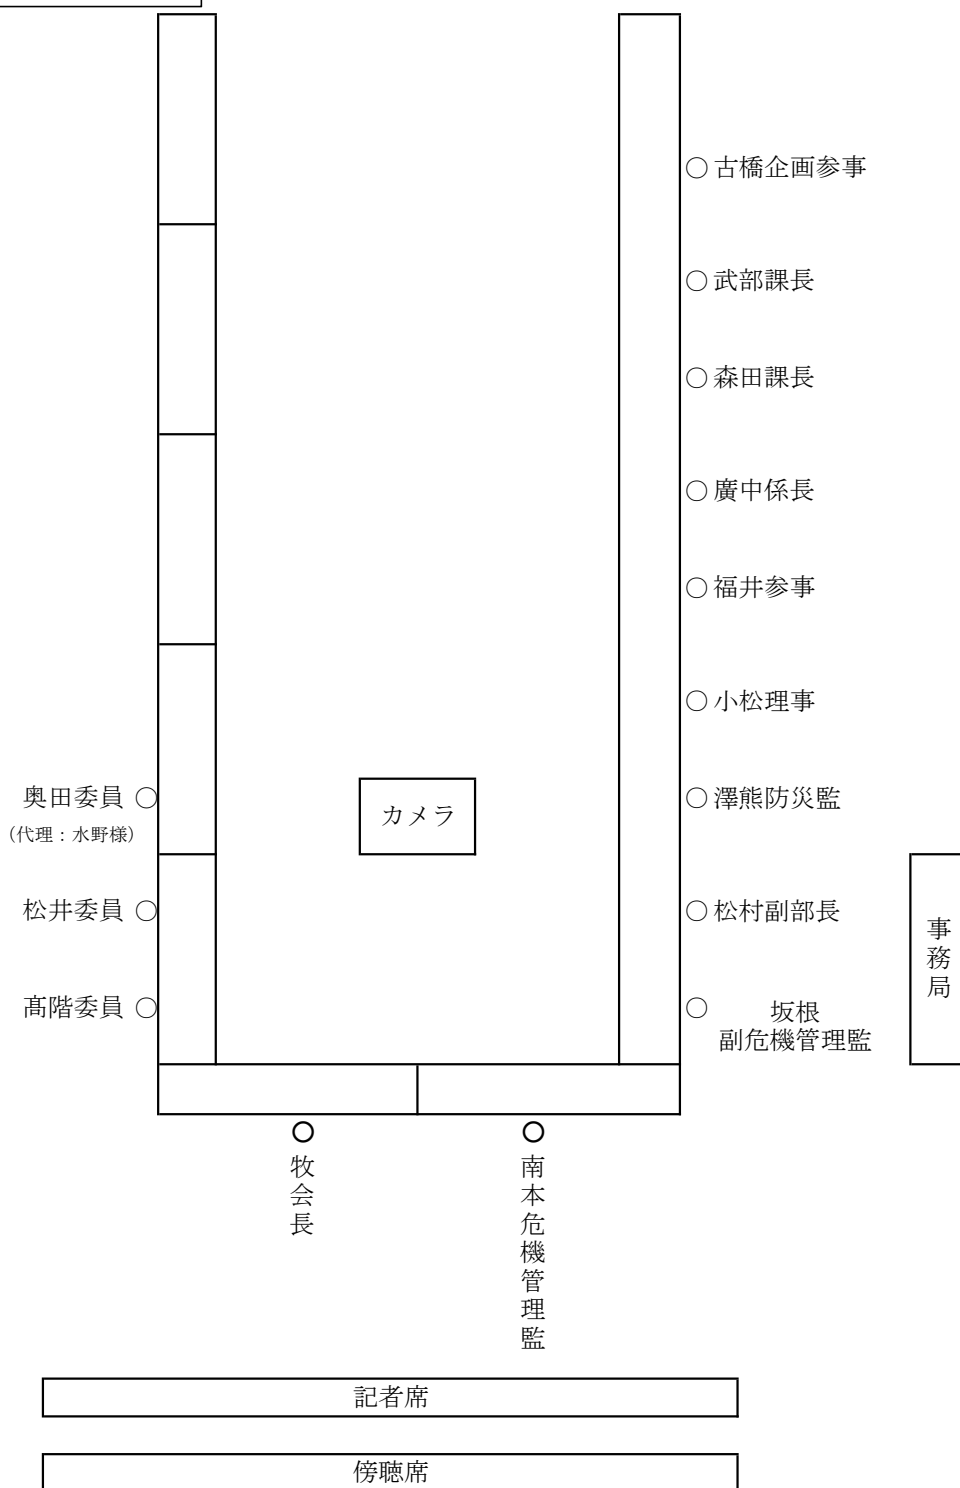 古橋企画参事
武部課長
森田課長
廣中係長
福井参事
小松理事
奥田委員
(代理：水野様)
カメラ
澤熊防災監
松井委員
松村副部長
事務局
髙階委員
坂根
副危機管理監
牧会長
南本危機管理監
記者席
傍聴席